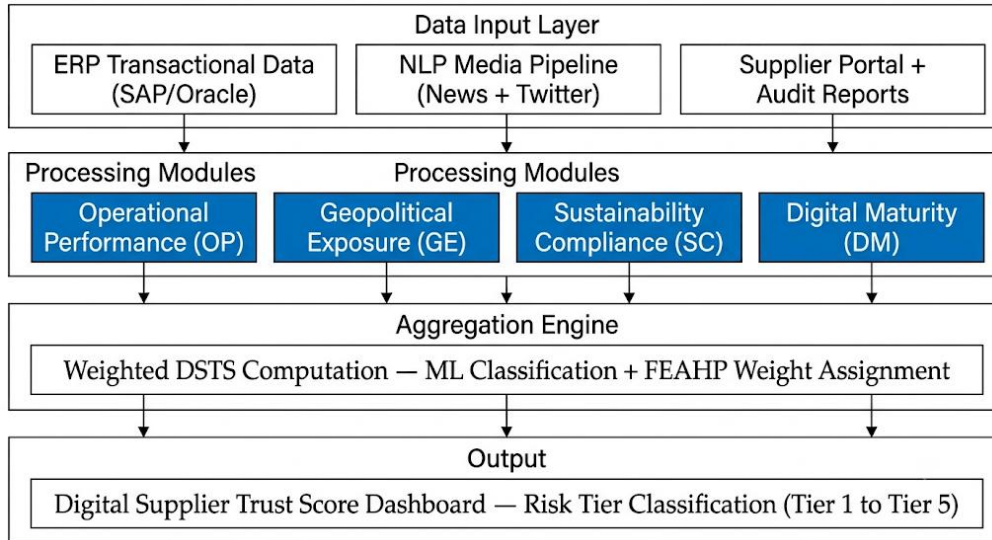 Data Input Layer
ERP Transactional Data
(SAP/Oracle)
NLP Media Pipeline
(News + Twitter)
Supplier Portal +
Audit Reports
Processing Modules
Processing Modules
Operational
Performance (OP)
Geopolitical
Exposure (GE)
Sustainability
Compliance (SC)
Digital Maturity
(DM)
Aggregation Engine
Weighted DSTS Computation — ML Classification + FEAHP Weight Assignment
Output
Digital Supplier Trust Score Dashboard — Risk Tier Classification (Tier 1 to Tier 5)